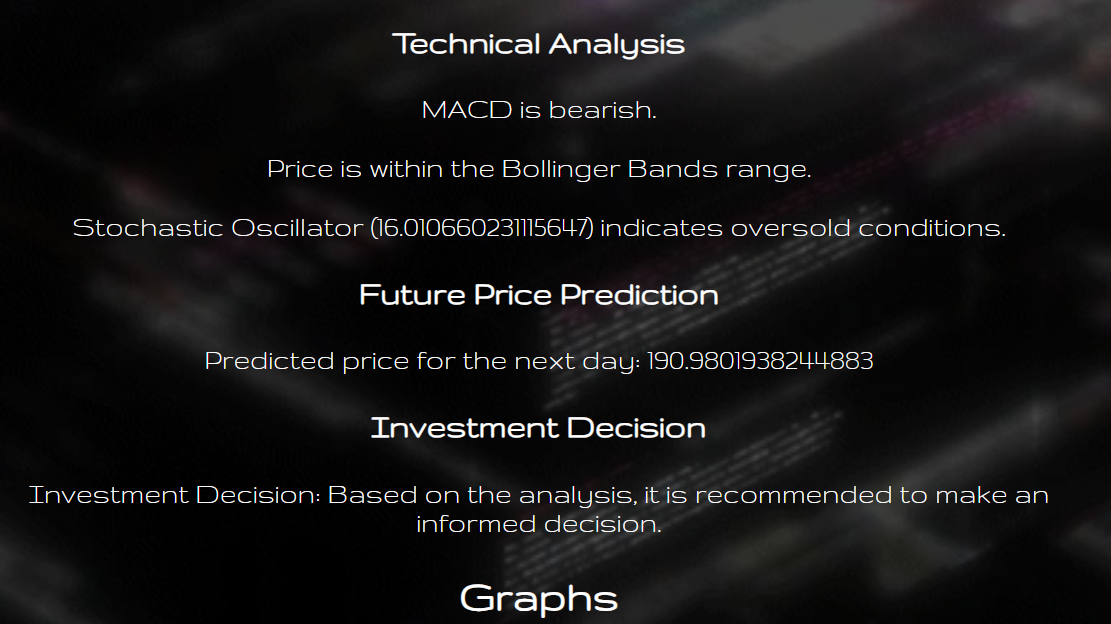 Technical Analysis
MACD is bearish.
Price is within the Bollinger Bands range.
Stochastic Oscillator (16.010660231115647) indicates oversold conditions.
Future Price Prediction
Predicted price for the next day: 190.9801938244883
Investment Decision
Investment Decision: Based on the analysis, it is recommended to make an
informed decision.
Graphs